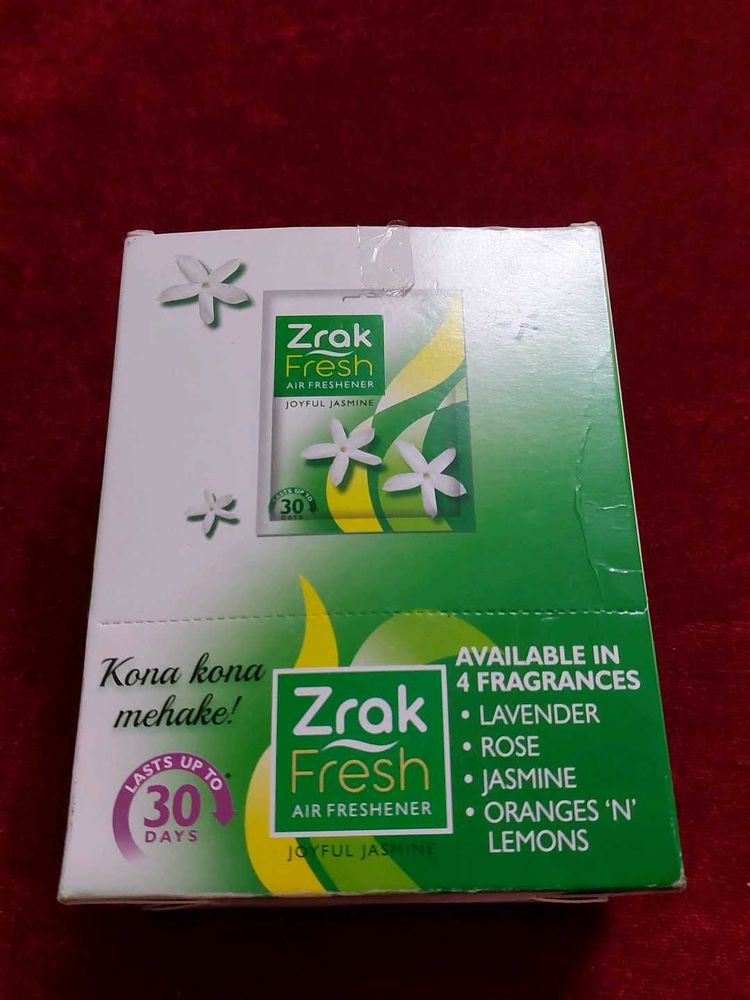 Zrak
Fresh
AIR FRESHENER
JOYFUL JASMINE
LASTS UP TO
30
DAYS
Kona kona
mehake!
LASTS UP TO*
30
DAYS
Zrak
Fresh
AIR FRESHENER
JOYFUL JASMINE
AVAILABLE IN
4 FRAGRANCES
• LAVENDER
• ROSE
• JASMINE
• ORANGES ‘N’
LEMONS